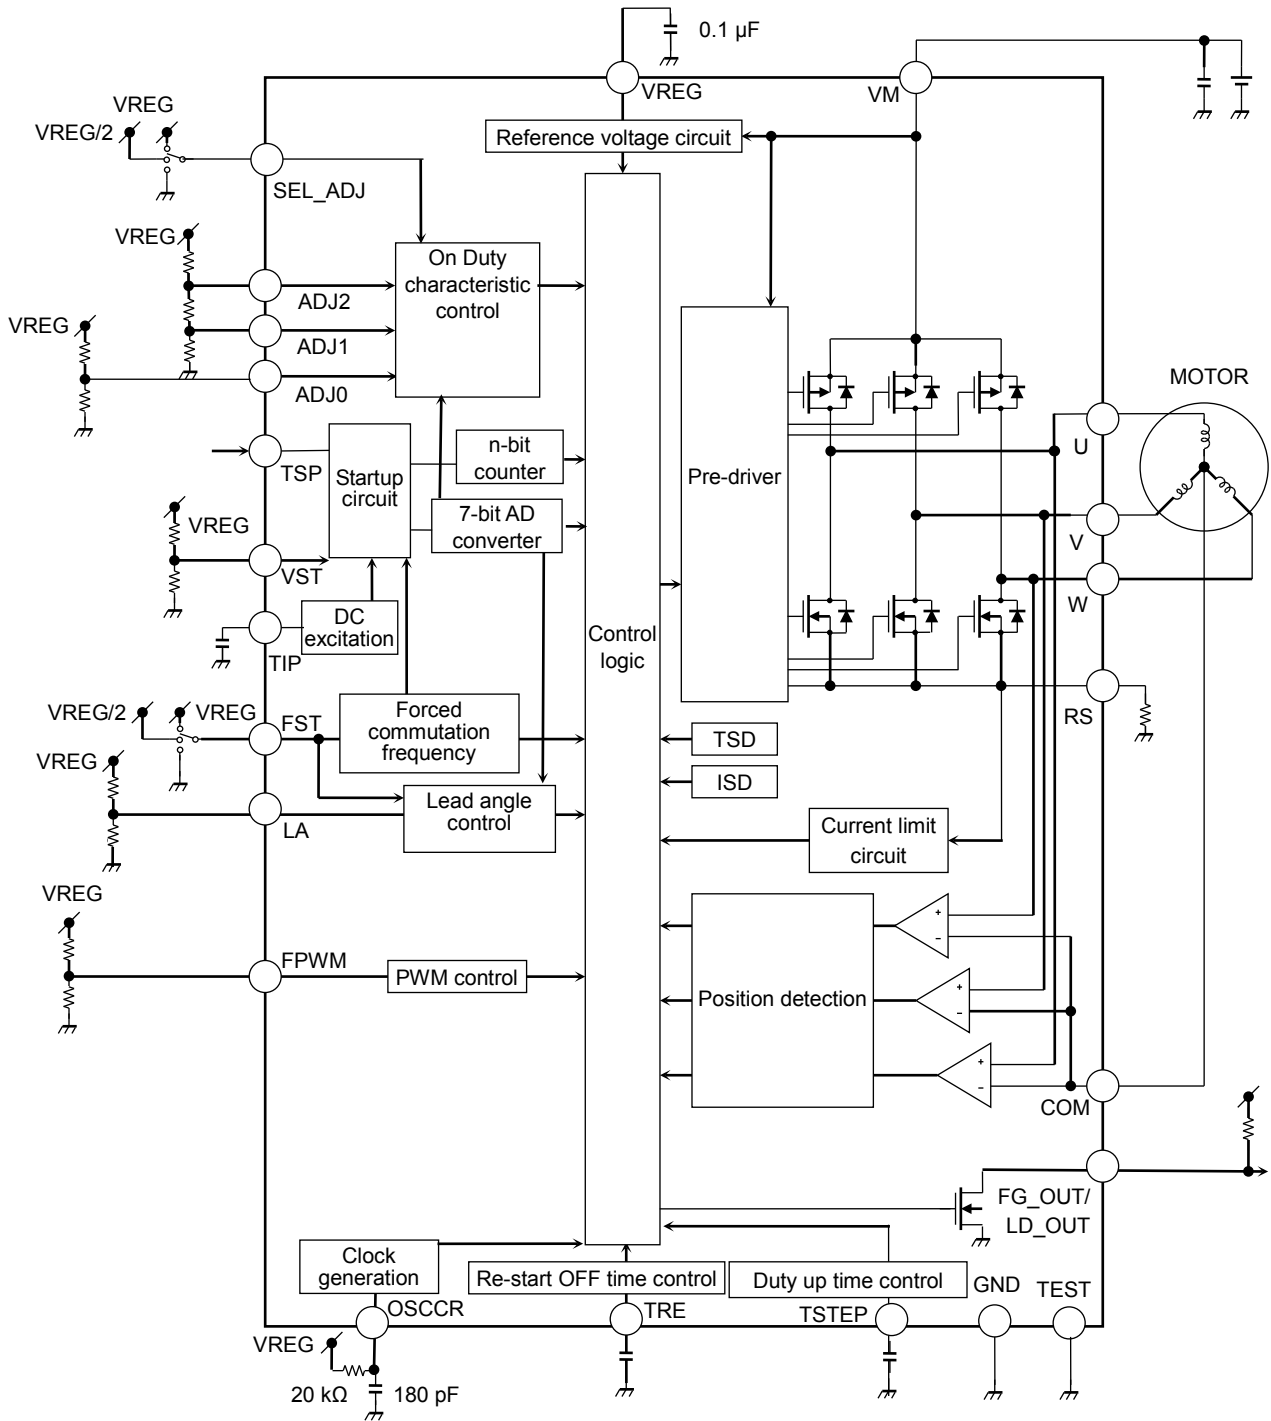 0.1 µF
VREG
VM
VREG
VREG/2
Reference voltage circuit
SEL_ADJ
VREG
On Duty
characteristic
control
ADJ2
VREG
ADJ1
ADJ0
MOTOR
U
TSP
Startup
circuit
n-bit
counter
Pre-driver
7-bit AD
converter
VREG
V
VST
W
DC
excitation
Control
logic
TIP
VREG/2
VREG
FST
Forced
commutation
frequency
RS
TSD
VREG
ISD
Lead angle
control
LA
Current limit
circuit
VREG
+
-
FPWM
PWM control
+
-
Position detection
+
-
COM
FG_OUT/
LD_OUT
Clock
generation
Re-start OFF time control
Duty up time control
GND
TEST
OSCCR
TRE
TSTEP
VREG
20 kΩ
180 pF